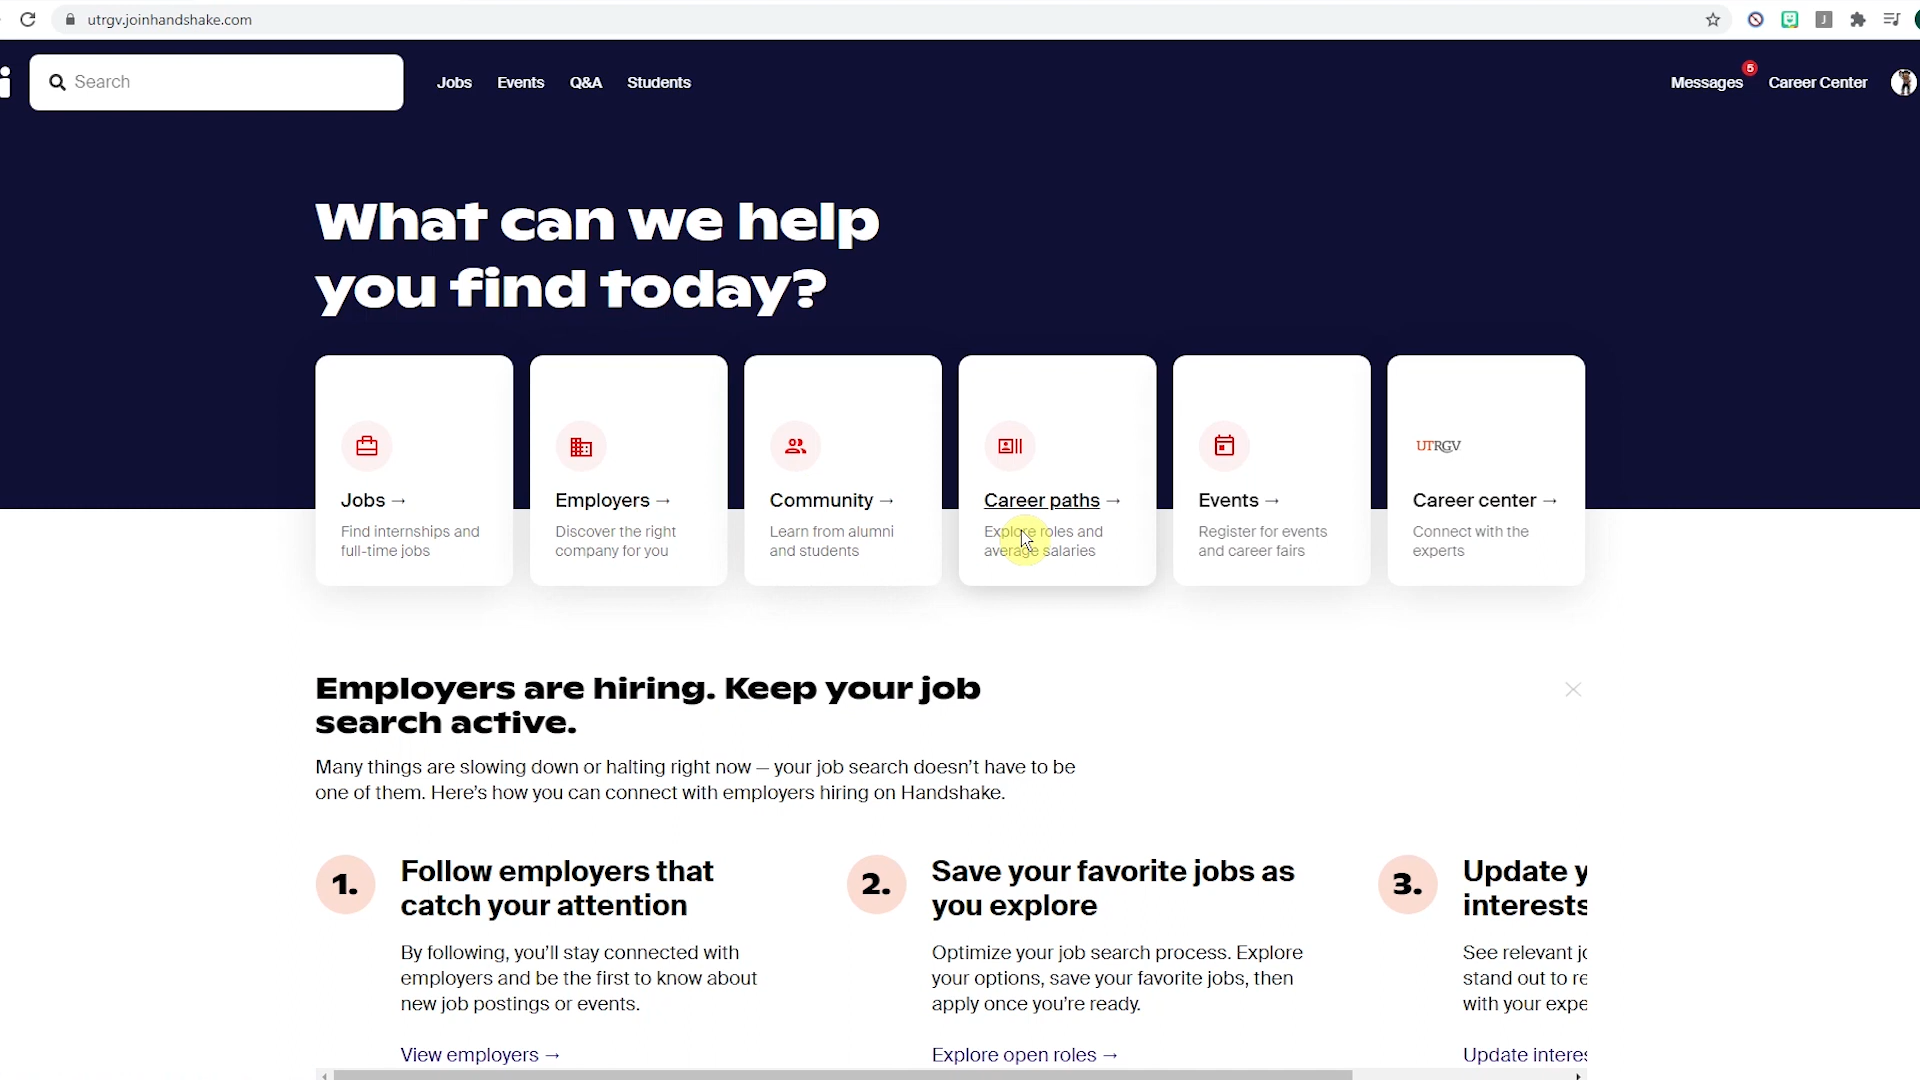 utrgv.joinhandshake.com
J
Search
Jobs
Events
Q&A
Students
Messages
5
Career Center
What can we help
you find today?
Jobs →
Find internships and
full-time jobs
Employers →
Discover the right
company for you
Community →
Learn from alumni
and students
Career paths →
Explore roles and
average salaries
Events →
Register for events
and career fairs
UTRGV
Career center →
Connect with the
experts
Employers are hiring. Keep your job
search active.
Many things are slowing down or halting right now — your job search doesn’t have to be
one of them. Here’s how you can connect with employers hiring on Handshake.
1.
Follow employers that
catch your attention
By following, you’ll stay connected with
employers and be the first to know about
new job postings or events.
View employers →
2.
Save your favorite jobs as
you explore
Optimize your job search process. Explore
your options, save your favorite jobs, then
apply once you’re ready.
Explore open roles →
3.
Update y
interests
See relevant jo
stand out to re
with your expe
Update interes